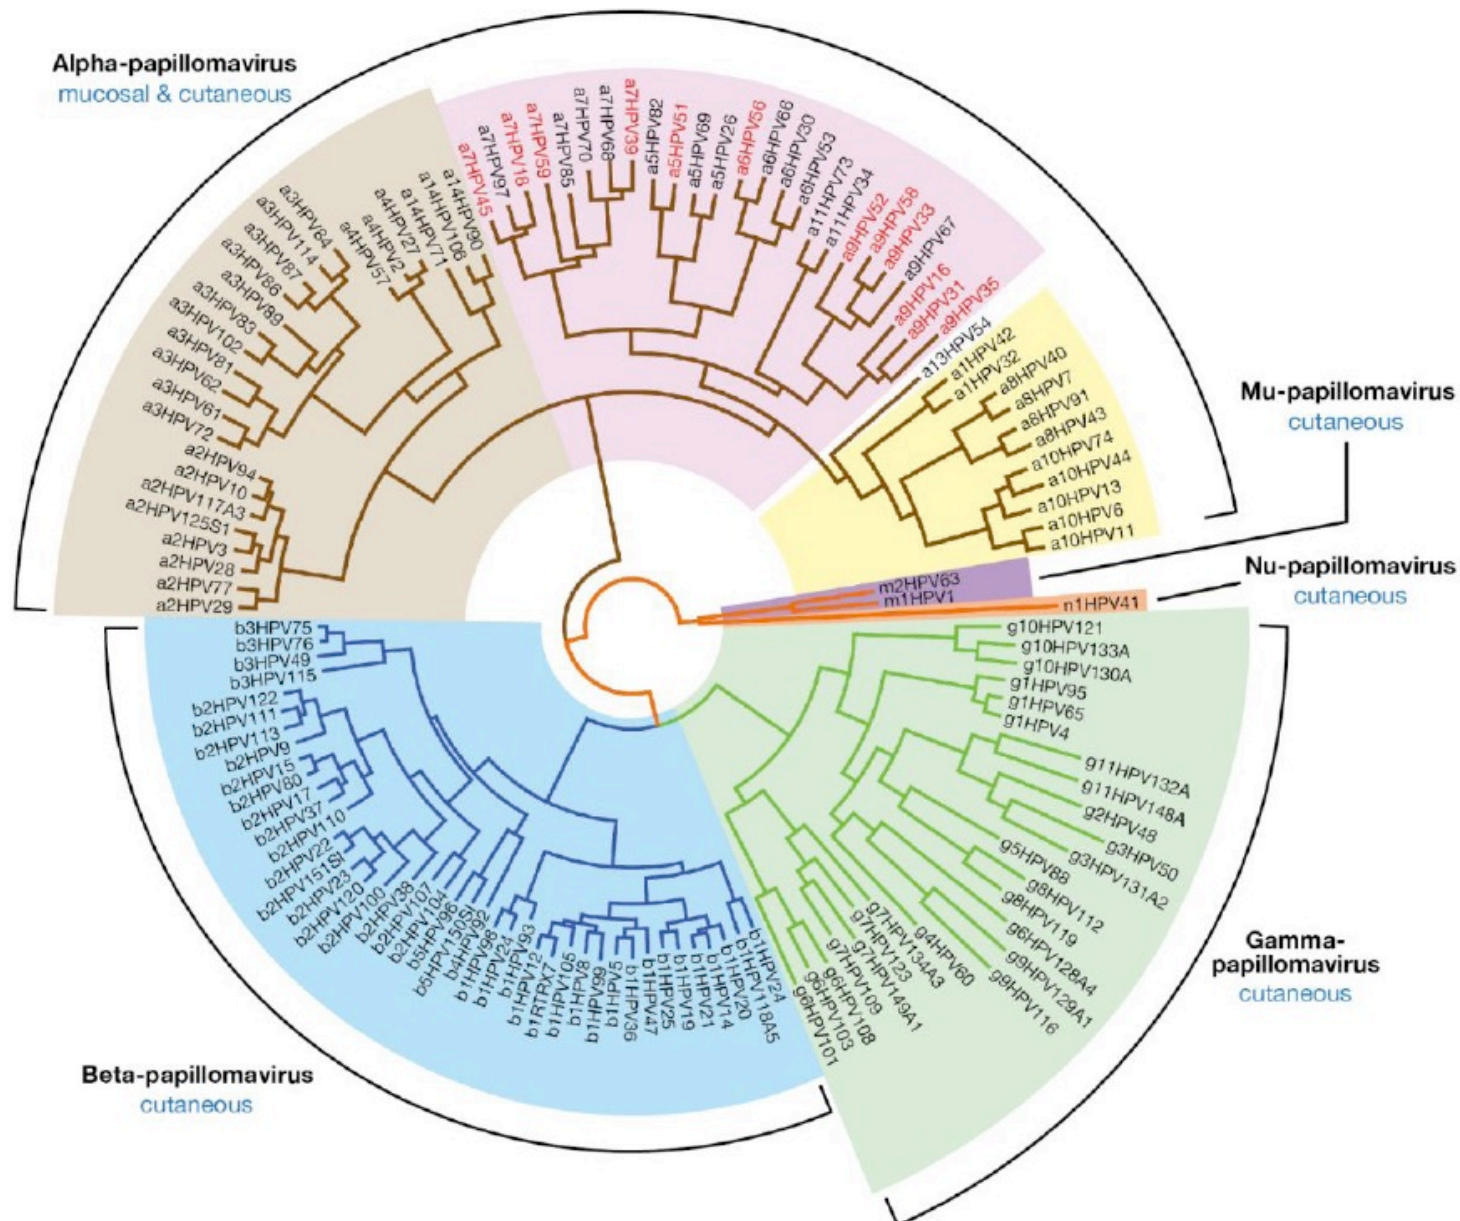 Alpha-papillomavirus
mucosal & cutaneous
a2HPV29
a2HPV77
a2HPV28
a2HPV3
a2HPV125S1
a2HPV117A3
a2HPV10
a2HPV94
a3HPV72
a3HPV61
a3HPV62
a3HPV81
a3HPV102
a3HPV83
a3HPV89
a3HPV86
a3HPV87
a3HPV114
a3HPV84
a4HPV57
a4HPV2
a4HPV27
a14HPV71
a14HPV106
a14HPV90
a7HPV45
a7HPV97
a7HPV18
a7HPV59
a7HPV85
a7HPV70
a7HPV68
a7HPV39
a5HPV82
a5HPV51
a5HPV69
a5HPV26
a6HPV56
a6HPV66
a6HPV30
a6HPV53
a11HPV73
a11HPV34
a9HPV52
a9HPV58
a9HPV33
a9HPV67
a9HPV16
a9HPV31
a9HPV35
a13HPV54
a1HPV42
a1HPV32
a8HPV40
a8HPV7
a8HPV91
a8HPV43
a10HPV74
a10HPV44
a10HPV13
a10HPV6
a10HPV11
Mu-papillomavirus
cutaneous
m2HPV63
m1HPV1
Nu-papillomavirus
cutaneous
n1HPV41
g10HPV121
g10HPV133A
g10HPV130A
g1HPV95
g1HPV65
g1HPV4
g11HPV132A
g11HPV148A
g2HPV48
g3HPV50
g3HPV131A2
g5HPV88
g8HPV112
g8HPV119
g6HPV128A4
g9HPV129A1
g9HPV116
g4HPV60
g7HPV134A3
g7HPV123
g7HPV149A1
g7HPV109
g6HPV108
g6HPV103
g6HPV101
Gamma-
papillomavirus
cutaneous
b3HPV75
b3HPV76
b3HPV49
b3HPV115
b2HPV122
b2HPV111
b2HPV113
b2HPV9
b2HPV15
b2HPV80
b2HPV17
b2HPV37
b2HPV110
b2HPV22
b2HPV151SI
b2HPV23
b2HPV120
b2HPV100
b2HPV38
b2HPV107
b2HPV104
b5HPV96
b5HPV150SI
b4HPV92
b1HPV98
b1HPV24
b1HPV93
b1HPV12
b1RTRX7
b1HPV105
b1HPV8
b1HPV99
b1HPV5
b1HPV36
b1HPV47
b1HPV25
b1HPV19
b1HPV21
b1HPV14
b1HPV20
b1HPV118A5
b1HPV24
Beta-papillomavirus
cutaneous